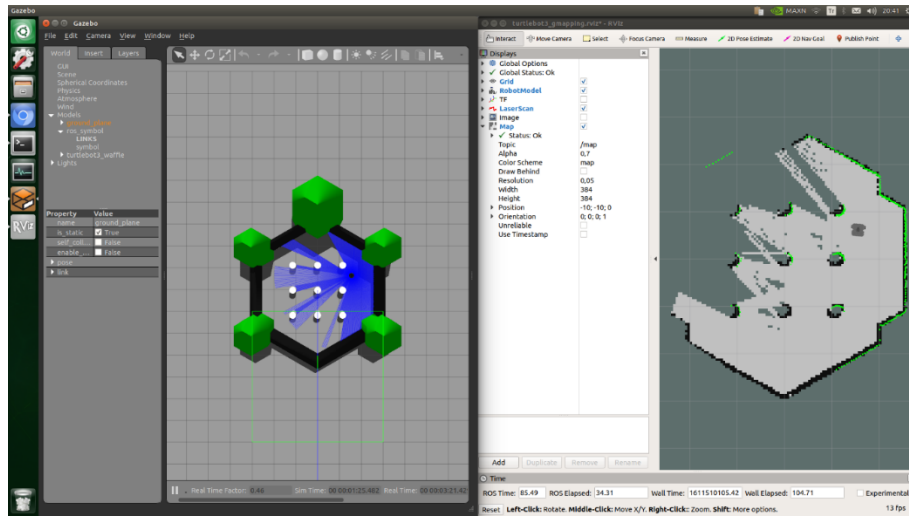 Gazebo
MAXN
Tr
20:41
Gazebo
File Edit Camera View Window Help
World Insert Layers
GUI
Scene
Spherical Coordinates
Physics
Atmosphere
Wind
Models
ground_plane
ros_symbol
LINKS
symbol
turtlebot3_waffle
Lights
Property Value
name ground_plane
is_static True
self_coll... False
enable_... False
pose
link
Real Time Factor: 0.46 Sim Time: 00 00:01:25.462 Real Time: 00 00:03:21.42
RViz
turtlebot3_gmapping.rviz* - RViz
Interact Move Camera Select Focus Camera Measure 2D Pose Estimate 2D Nav Goal Publish Point
Displays
Global Options
Global Status: Ok
Grid
RobotModel
TF
LaserScan
Image
Map
Status: Ok
Topic /map
Alpha 0,7
Color Scheme map
Draw Behind
Resolution 0,05
Width 384
Height 384
Position -10; -10; 0
Orientation 0; 0; 0; 1
Unreliable
Use Timestamp
Add Duplicate Remove Rename
Time
ROS Time: 85.49 ROS Elapsed: 34.31 Wall Time: 1611510105.42 Wall Elapsed: 104.71 Experimental
Reset Left-Click: Rotate. Middle-Click: Move X/Y. Right-Click:: Zoom. Shift: More options. 13 fps